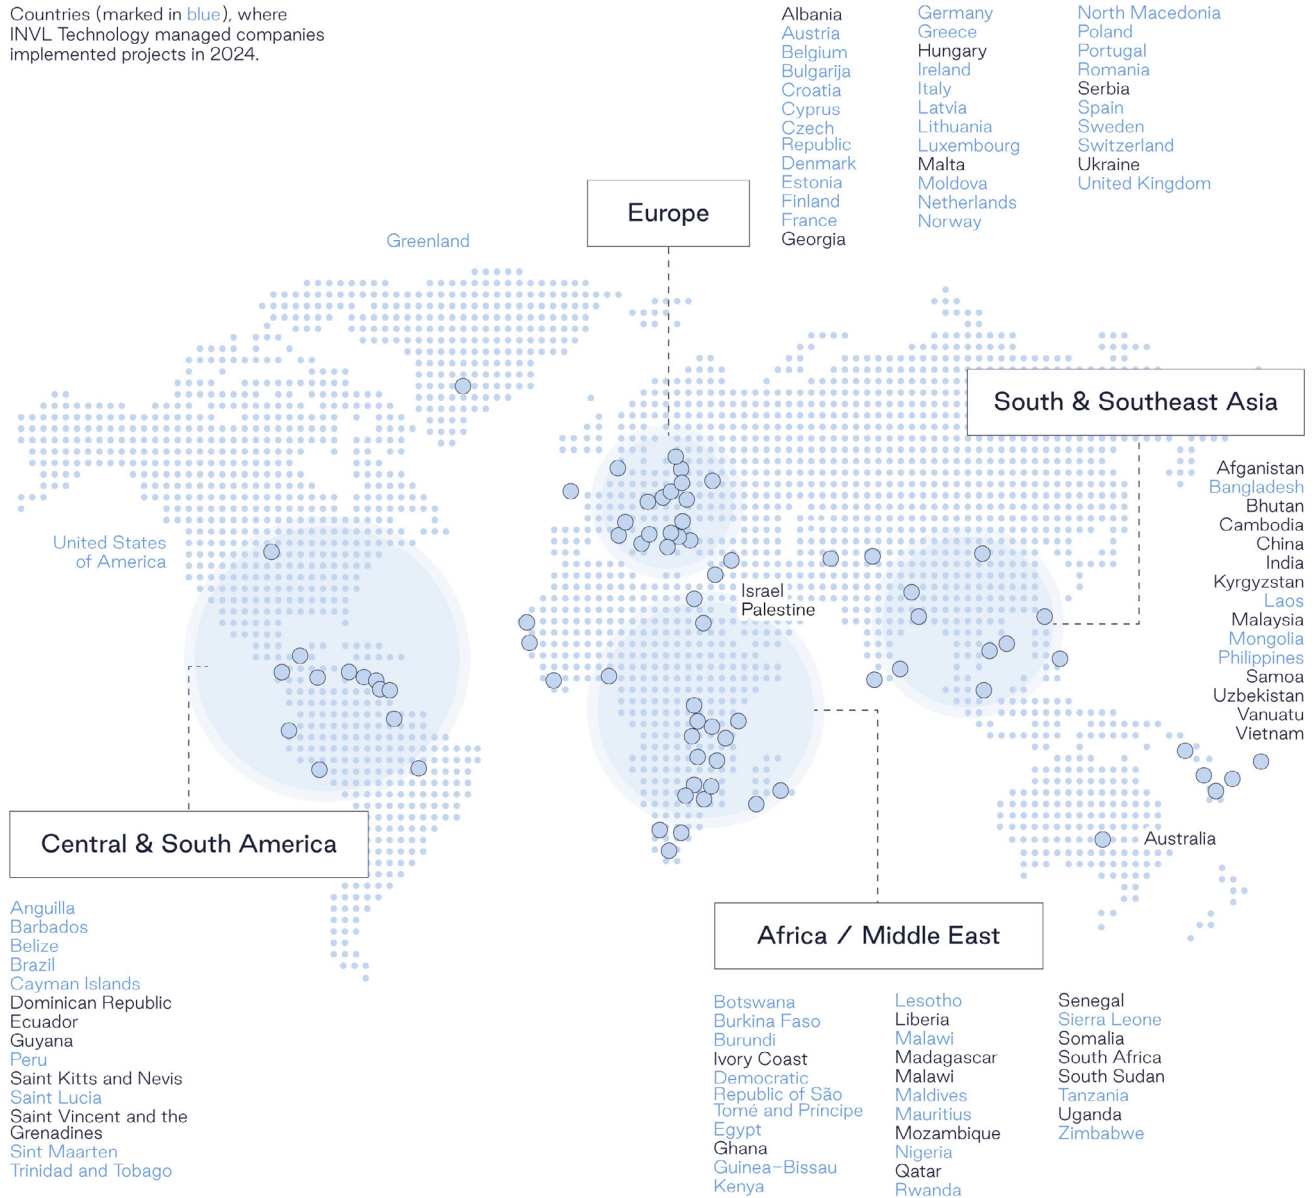 Countries (marked in blue), where
INVL Technology managed companies
implemented projects in 2024.
Europe
Albania
Austria
Belgium
Bulgarija
Croatia
Cyprus
Czech
Republic
Denmark
Estonia
Finland
France
Georgia
Germany
Greece
Hungary
Ireland
Italy
Latvia
Lithuania
Luxembourg
Malta
Moldova
Netherlands
Norway
North Macedonia
Poland
Portugal
Romania
Serbia
Spain
Sweden
Switzerland
Ukraine
United Kingdom
Greenland
United States
of America
Israel
Palestine
South & Southeast Asia
Afganistan
Bangladesh
Bhutan
Cambodia
China
India
Kyrgyzstan
Laos
Malaysia
Mongolia
Philippines
Samoa
Uzbekistan
Vanuatu
Vietnam
Australia
Central & South America
Anguilla
Barbados
Belize
Brazil
Cayman Islands
Dominican Republic
Ecuador
Guyana
Peru
Saint Kitts and Nevis
Saint Lucia
Saint Vincent and the
Grenadines
Sint Maarten
Trinidad and Tobago
Africa / Middle East
Botswana
Burkina Faso
Burundi
Ivory Coast
Democratic
Republic of São
Tomé and Príncipe
Egypt
Ghana
Guinea-Bissau
Kenya
Lesotho
Liberia
Malawi
Madagascar
Malawi
Maldives
Mauritius
Mozambique
Nigeria
Qatar
Rwanda
Senegal
Sierra Leone
Somalia
South Africa
South Sudan
Tanzania
Uganda
Zimbabwe